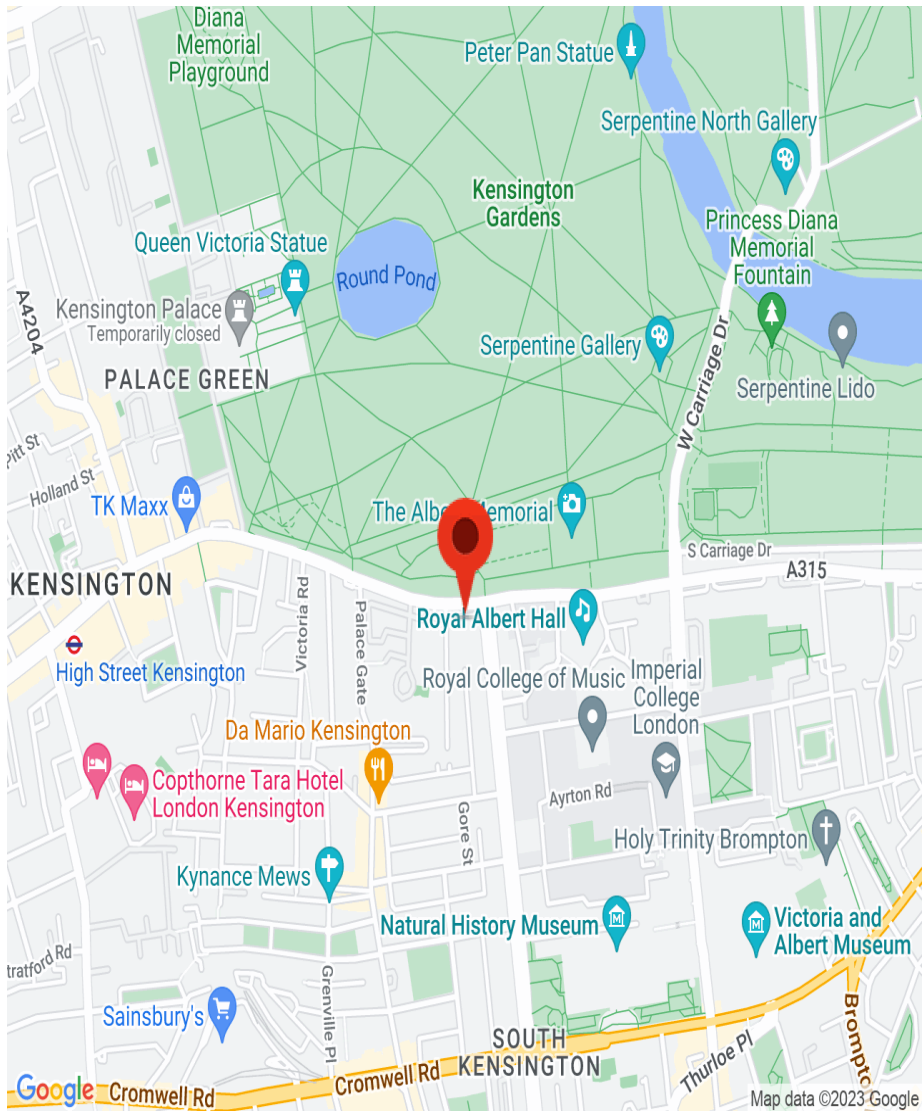 Diana
Memorial
Playground
Peter Pan Statue
Serpentine North Gallery
Kensington
Gardens
Princess Diana
Memorial
Fountain
Queen Victoria Statue
Round Pond
Kensington Palace
Temporarily closed
A4204
Serpentine Gallery
W Carriage Dr
PALACE GREEN
Serpentine Lido
Pitt St
Holland St
TK Maxx
The Albe Memorial
S Carriage Dr
A315
KENSINGTON
Victoria Rd
Palace Gate
Royal Albert Hall
High Street Kensington
Royal College of Music
Imperial
College
London
Da Mario Kensington
Copthorne Tara Hotel
London Kensington
Ayrton Rd
Gore St
Holy Trinity Brompton
Kynance Mews
Natural History Museum
M
Victoria and
Albert Museum
M
tratford Rd
Grenville Pl
Sainsbury's
SOUTH
KENSINGTON
Brompto
Thurloe Pl
Google
Cromwell Rd
Cromwell Rd
Map data ©2023 Google